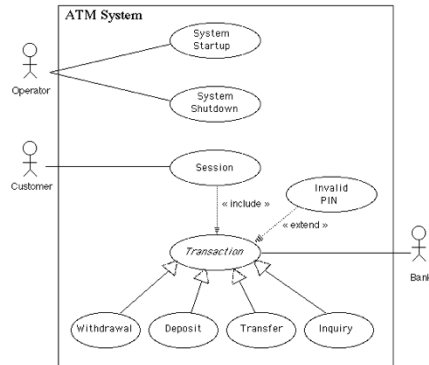 ATM System
System
Startup
Operator
System
Shutdown
Customer
Session
Invalid
PIN
« include »
« extend »
Transaction
Bank
Withdrawal
Deposit
Transfer
Inquiry